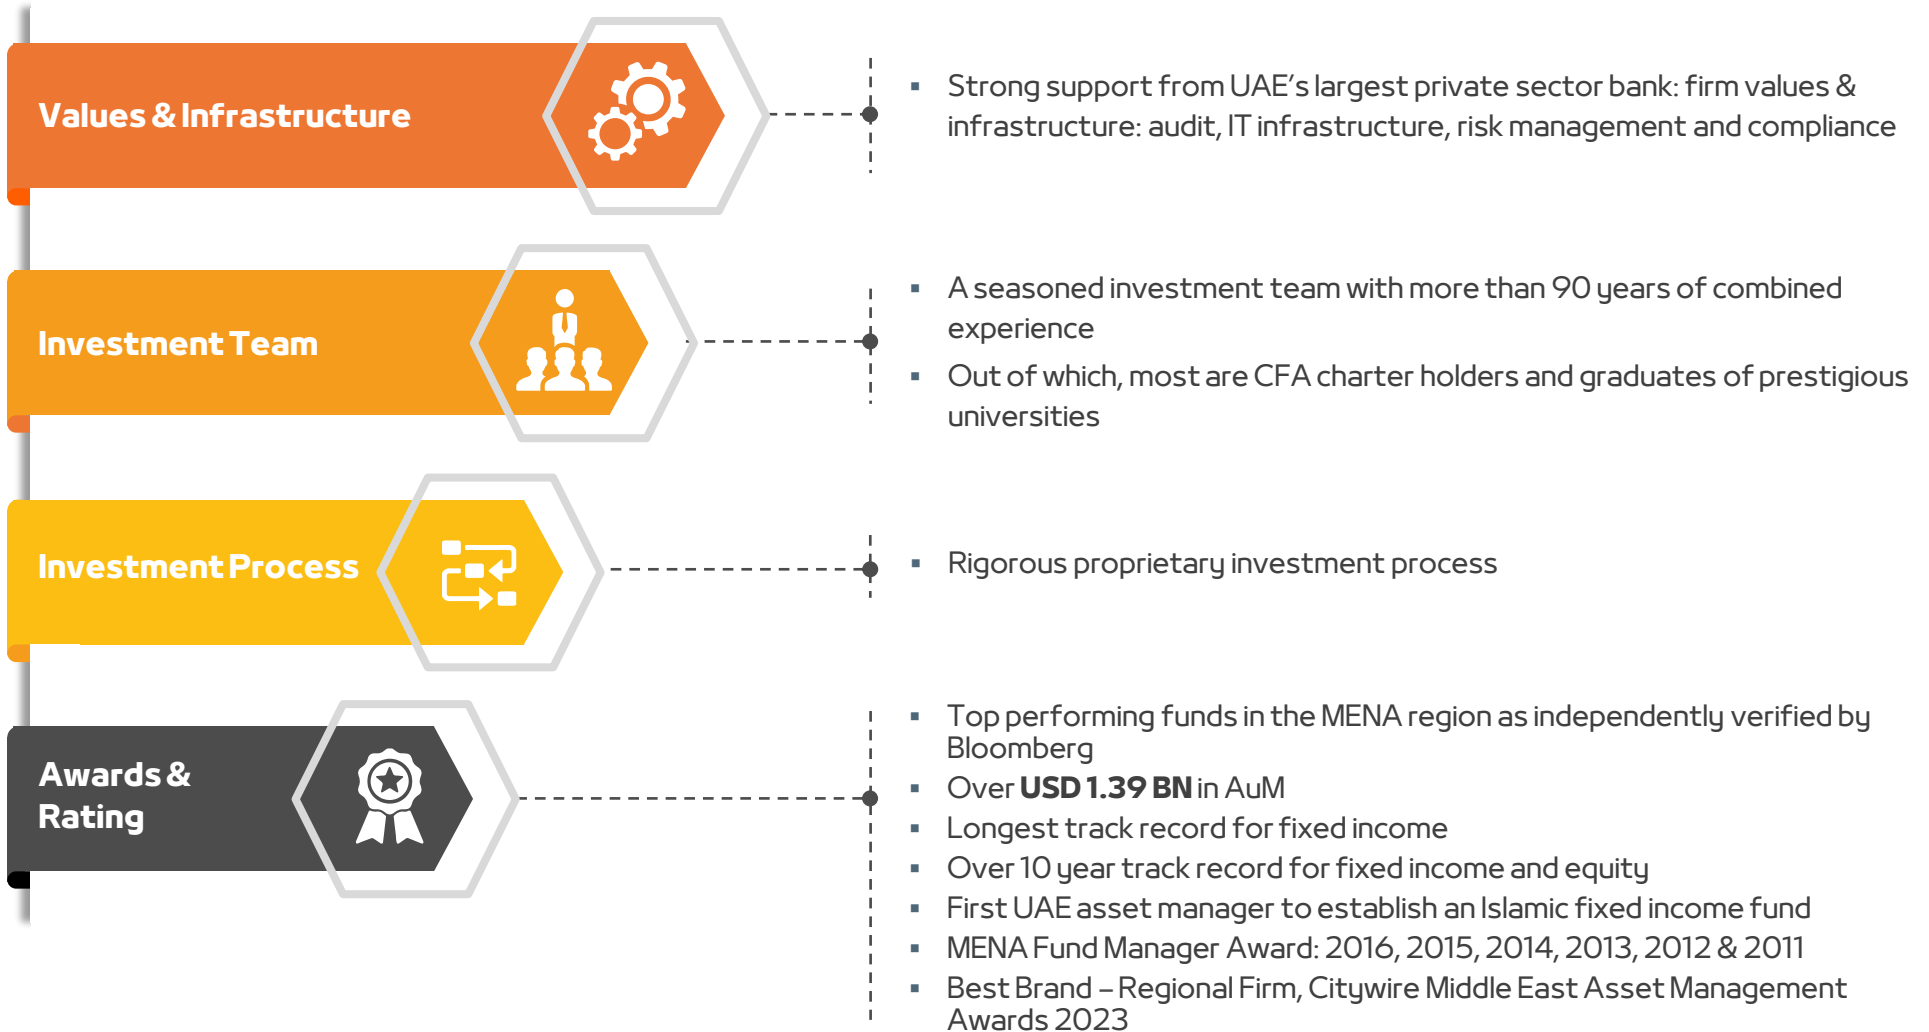 Values & Infrastructure
▪ Strong support from UAE’s largest private sector bank: firm values &
infrastructure: audit, IT infrastructure, risk management and compliance
Investment Team
▪ A seasoned investment team with more than 90 years of combined
experience
▪ Out of which, most are CFA charter holders and graduates of prestigious
universities
Investment Process
▪ Rigorous proprietary investment process
Awards &
Rating
▪ Top performing funds in the MENA region as independently verified by
Bloomberg
▪ Over USD 1.39 BN in AuM
▪ Longest track record for fixed income
▪ Over 10 year track record for fixed income and equity
▪ First UAE asset manager to establish an Islamic fixed income fund
▪ MENA Fund Manager Award: 2016, 2015, 2014, 2013, 2012 & 2011
▪ Best Brand – Regional Firm, Citywire Middle East Asset Management
Awards 2023